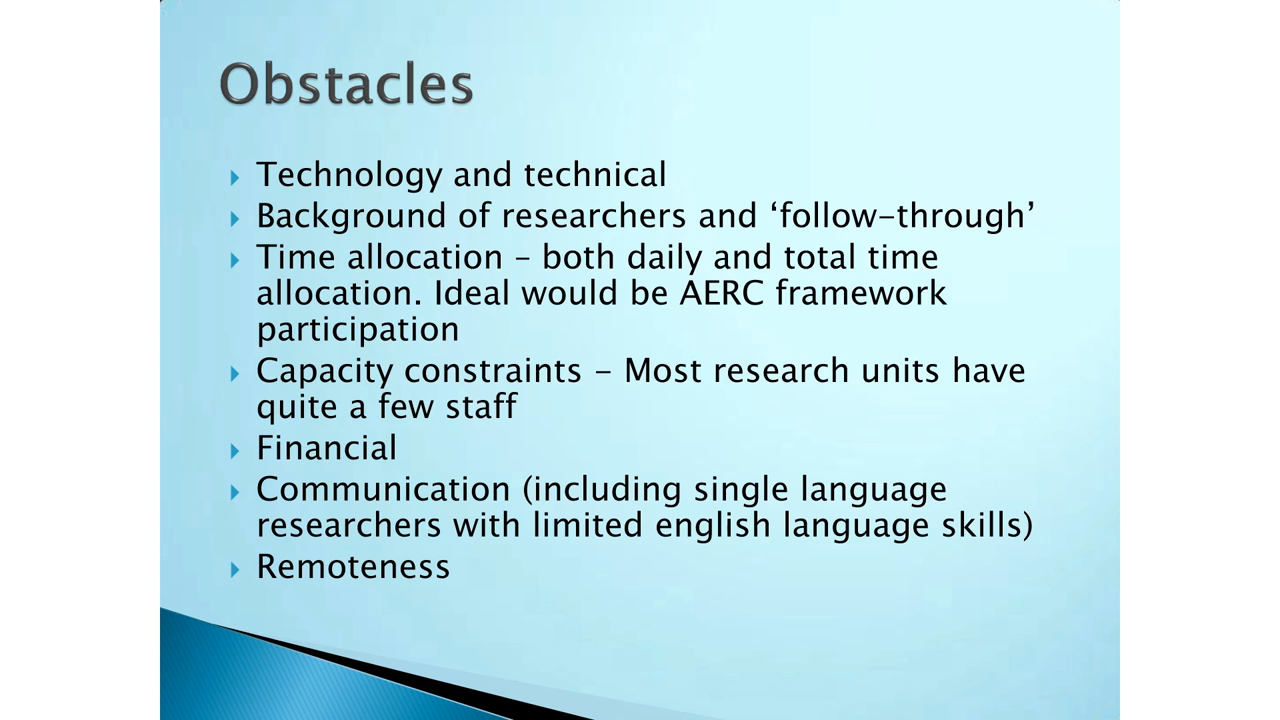 Obstacles
Technology and technical
Background of researchers and ‘follow-through’
Time allocation – both daily and total time
allocation. Ideal would be AERC framework
participation
Capacity constraints - Most research units have
quite a few staff
Financial
Communication (including single language
researchers with limited english language skills)
Remoteness